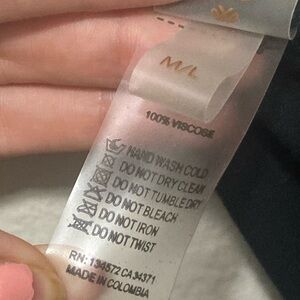 M/L
100% VISCOSE
HAND WASH COLD
DO NOT DRY CLEAN
DO NOT TUMBLE DRY
DO NOT BLEACH
DO NOT IRON
DO NOT TWIST
RN: 134572 CA 34371
MADE IN COLOMBIA